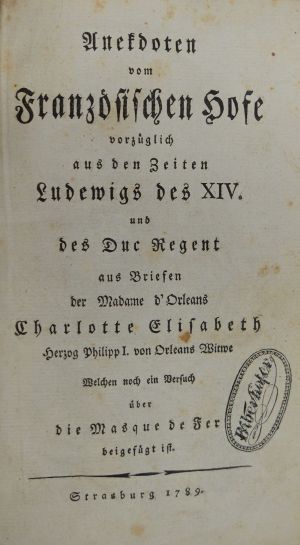 Anekdoten
vom
Französischen Hofe
vorzüglich
aus den Zeiten
Ludewigs des XIV.
und
des Duc Regent
aus Briefen
der Madame d'Orleans
Charlotte Elisabeth
Herzog Philipp I. von Orleans Witwe
Welchen noch ein Versuch
über
die Masque de Fer
beigefügt ist.
Strasburg 1789.